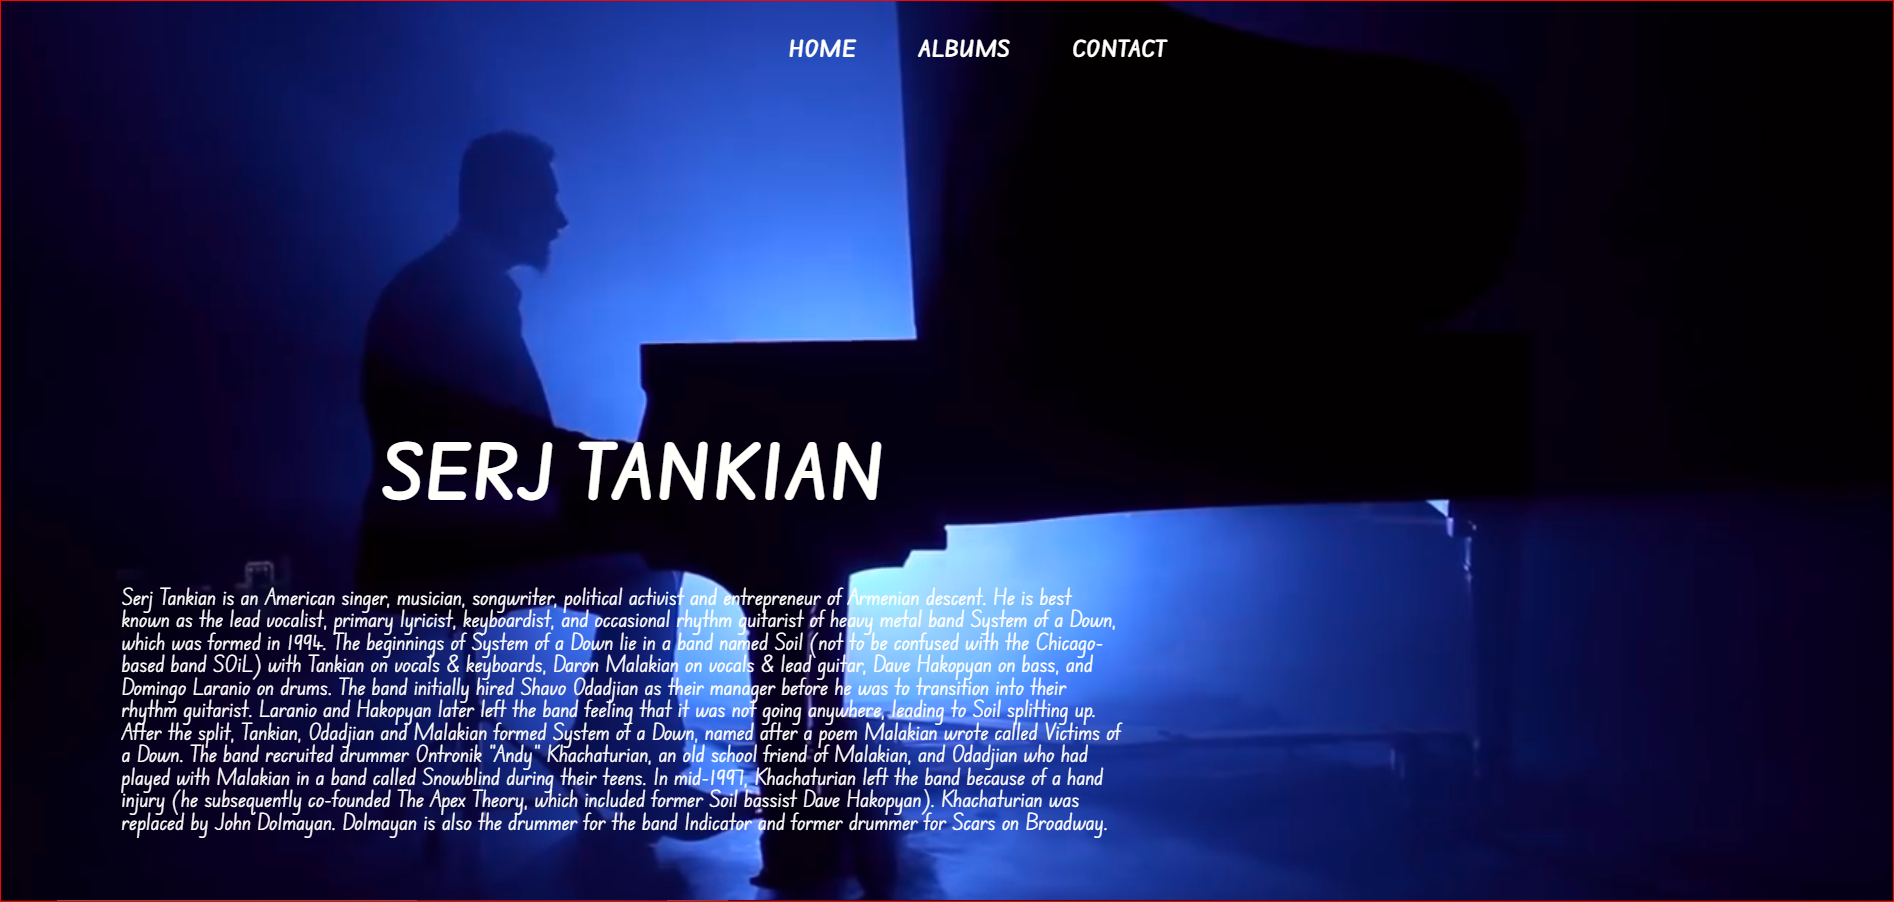 HOME ALBUMS CONTACT
SERJ TANKIAN
Serj Tankian is an American singer, musician, songwriter, political activist and entrepreneur of Armenian descent. He is best
known as the lead vocalist, primary lyricist, keyboardist, and occasional rhythm guitarist of heavy metal band System of a Down,
which was formed in 1994. The beginnings of System of a Down lie in a band named Soil (not to be confused with the Chicago-
based band SOiL) with Tankian on vocals & keyboards, Daron Malakian on vocals & lead guitar, Dave Hakopyan on bass, and
Domingo Laranio on drums. The band initially hired Shavo Odadjian as their manager before he was to transition into their
rhythm guitarist. Laranio and Hakopyan later left the band feeling that it was not going anywhere, leading to Soil splitting up.
After the split, Tankian, Odadjian and Malakian formed System of a Down, named after a poem Malakian wrote called Victims of
a Down. The band recruited drummer Ontronik "Andy" Khachaturian, an old school friend of Malakian, and Odadjian who had
played with Malakian in a band called Snowblind during their teens. In mid-1997, Khachaturian left the band because of a hand
injury (he subsequently co-founded The Apex Theory, which included former Soil bassist Dave Hakopyan). Khachaturian was
replaced by John Dolmayan. Dolmayan is also the drummer for the band Indicator and former drummer for Scars on Broadway.